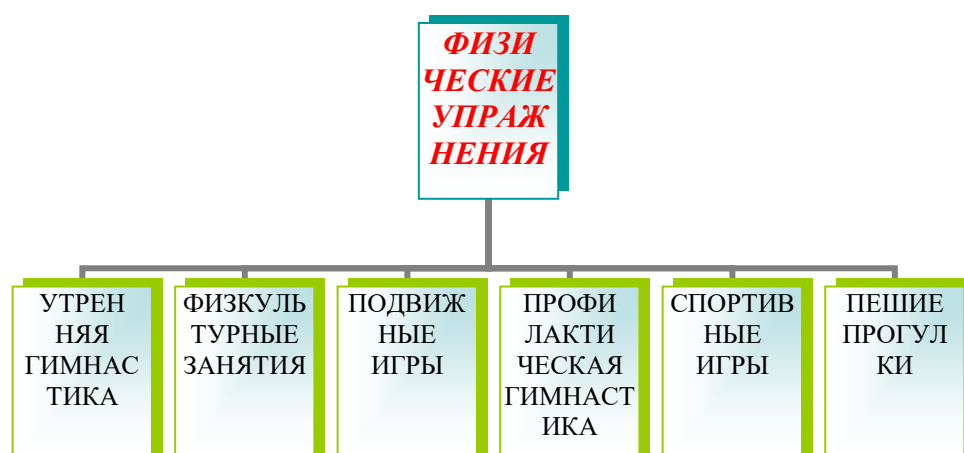 ФИЗИ
ЧЕСКИЕ
УПРАЖ
НЕНИЯ
УТРЕН
НЯЯ
ГИМНАС
ТИКА
ФИЗКУЛЬ
ТУРНЫЕ
ЗАНЯТИЯ
ПОДВИЖ
НЫЕ
ИГРЫ
ПРОФИ
ЛАКТИ
ЧЕСКАЯ
ГИМНАСТ
ИКА
СПОРТИВ
НЫЕ
ИГРЫ
ПЕШИЕ
ПРОГУЛ
КИ